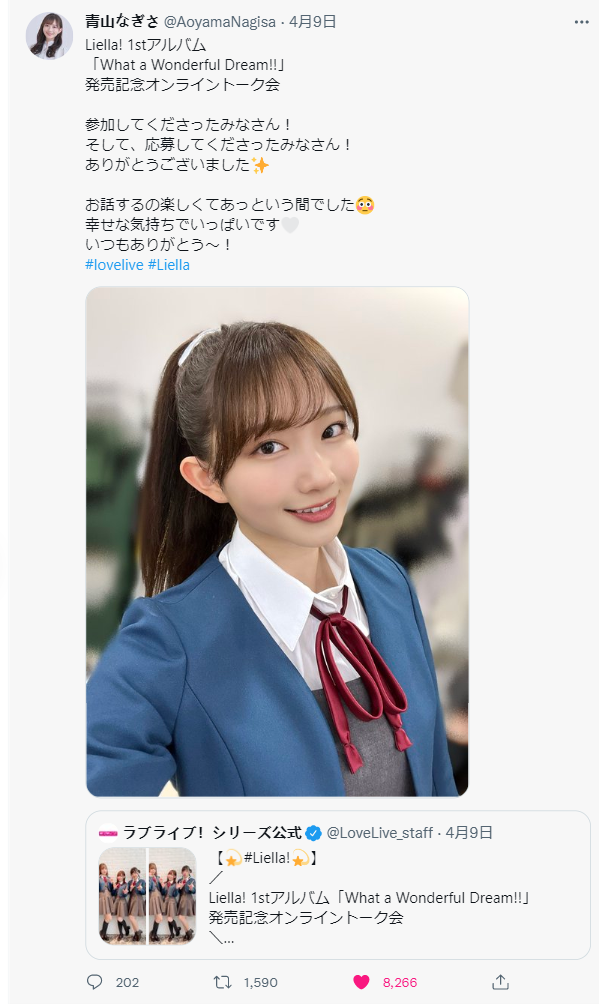 青山なぎさ @AoyamaNagisa · 4月9日
Liella! 1stアルバム
「What a Wonderful Dream!!」
発売記念オンライントーク会
参加してくださったみなさん！
そして、応募してくださったみなさん！
ありがとうございました✨
お話するの楽しくてあっという間でした😳
幸せな気持ちでいっぱいです🤍
いつもありがとう〜！
#lovelive #Liella
ラブライブ！シリーズ公式 @LoveLive_staff · 4月9日
【💫#Liella!💫】
／
Liella! 1stアルバム「What a Wonderful Dream!!」
発売記念オンライントーク会
＼...
202 1,590 8,266